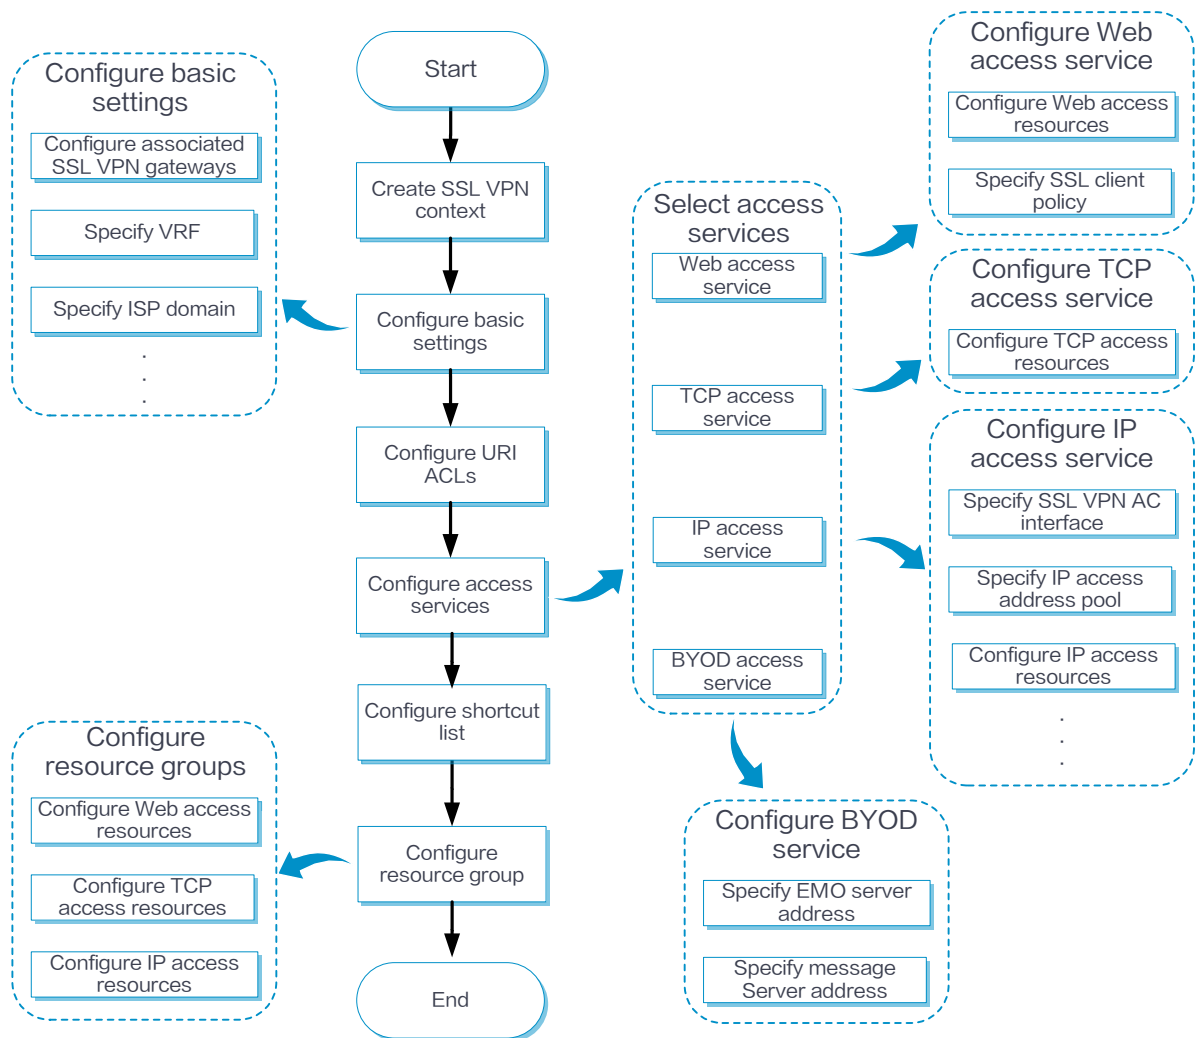 Configure basic
settings
Configure associated
SSL VPN gateways
Specify VRF
Specify ISP domain
.
.
.
Start
Create SSL VPN
context
Configure basic
settings
Configure URI
ACLs
Configure access
services
Configure shortcut
list
Configure
resource group
End
Configure
resource groups
Configure Web access
resources
Configure TCP
access resources
Configure IP access
resources
Select access
services
Web access
service
TCP access
service
IP access
service
BYOD access
service
Configure Web
access service
Configure Web access
resources
Specify SSL client
policy
Configure TCP
access service
Configure TCP access
resources
Configure IP
access service
Specify SSL VPN AC
interface
Specify IP access
address pool
Configure IP access
resources
.
.
.
Configure BYOD
service
Specify EMO server
address
Specify message
Server address